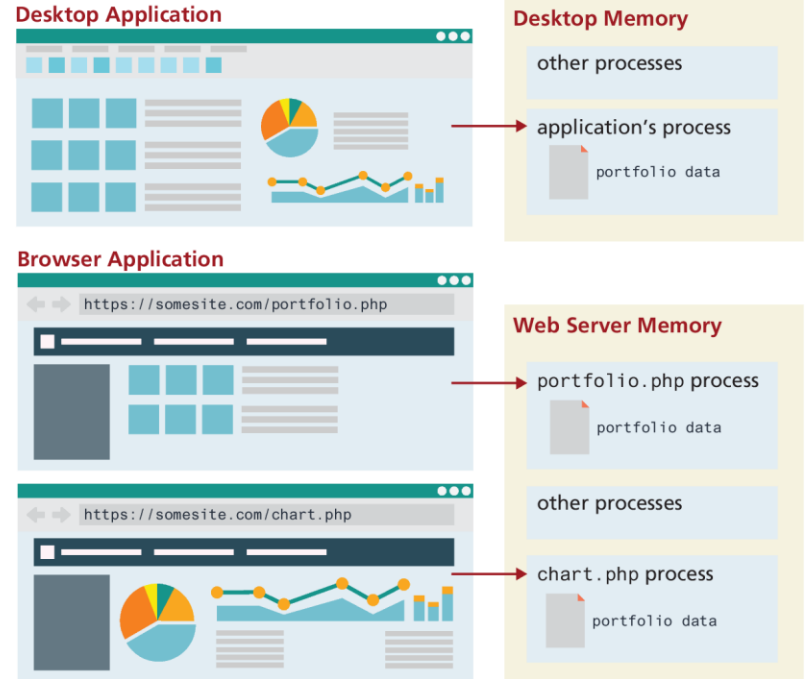 Desktop Application
Desktop Memory
other processes
application's process
portfolio data
Browser Application
https://somesite.com/portfolio.php
Web Server Memory
portfolio.php process
portfolio data
https://somesite.com/chart.php
other processes
chart.php process
portfolio data